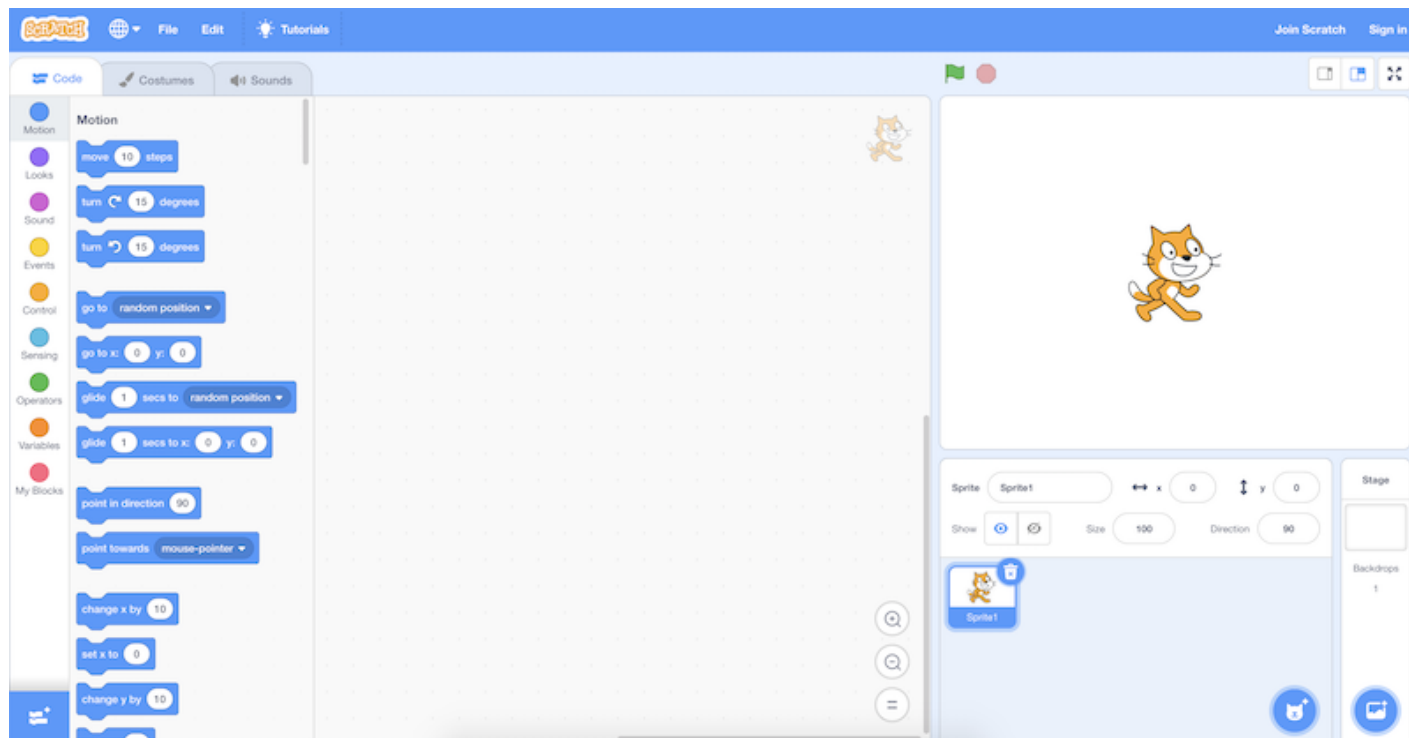 SCRATCH File Edit Tutorials Join Scratch Sign in
Code Costumes Sounds
Motion
Looks
Sound
Events
Control
Sensing
Operators
Variables
My Blocks
Motion
move 10 steps
turn 15 degrees
turn 15 degrees
go to random position
go to x: 0 y: 0
glide 1 secs to random position
glide 1 secs to x: 0 y: 0
point in direction 90
point towards mouse-pointer
change x by 10
set x to 0
change y by 10
Sprite Sprite1 x 0 y 0
Show Size 100 Direction 90
Sprite1
Stage
Backdrops
1